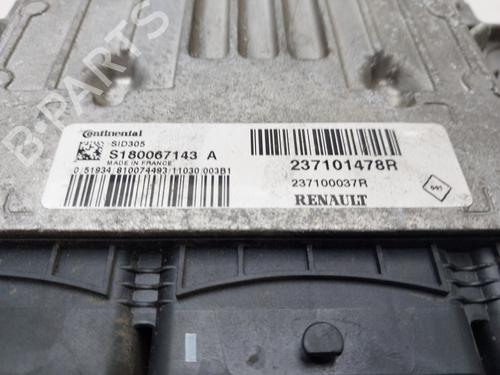 Continental
SID305
S180067143 A
MADE IN FRANCE
0.51934.810074493/11030.003B1
237101478R
237100037R
RENAULT
B-PARTS